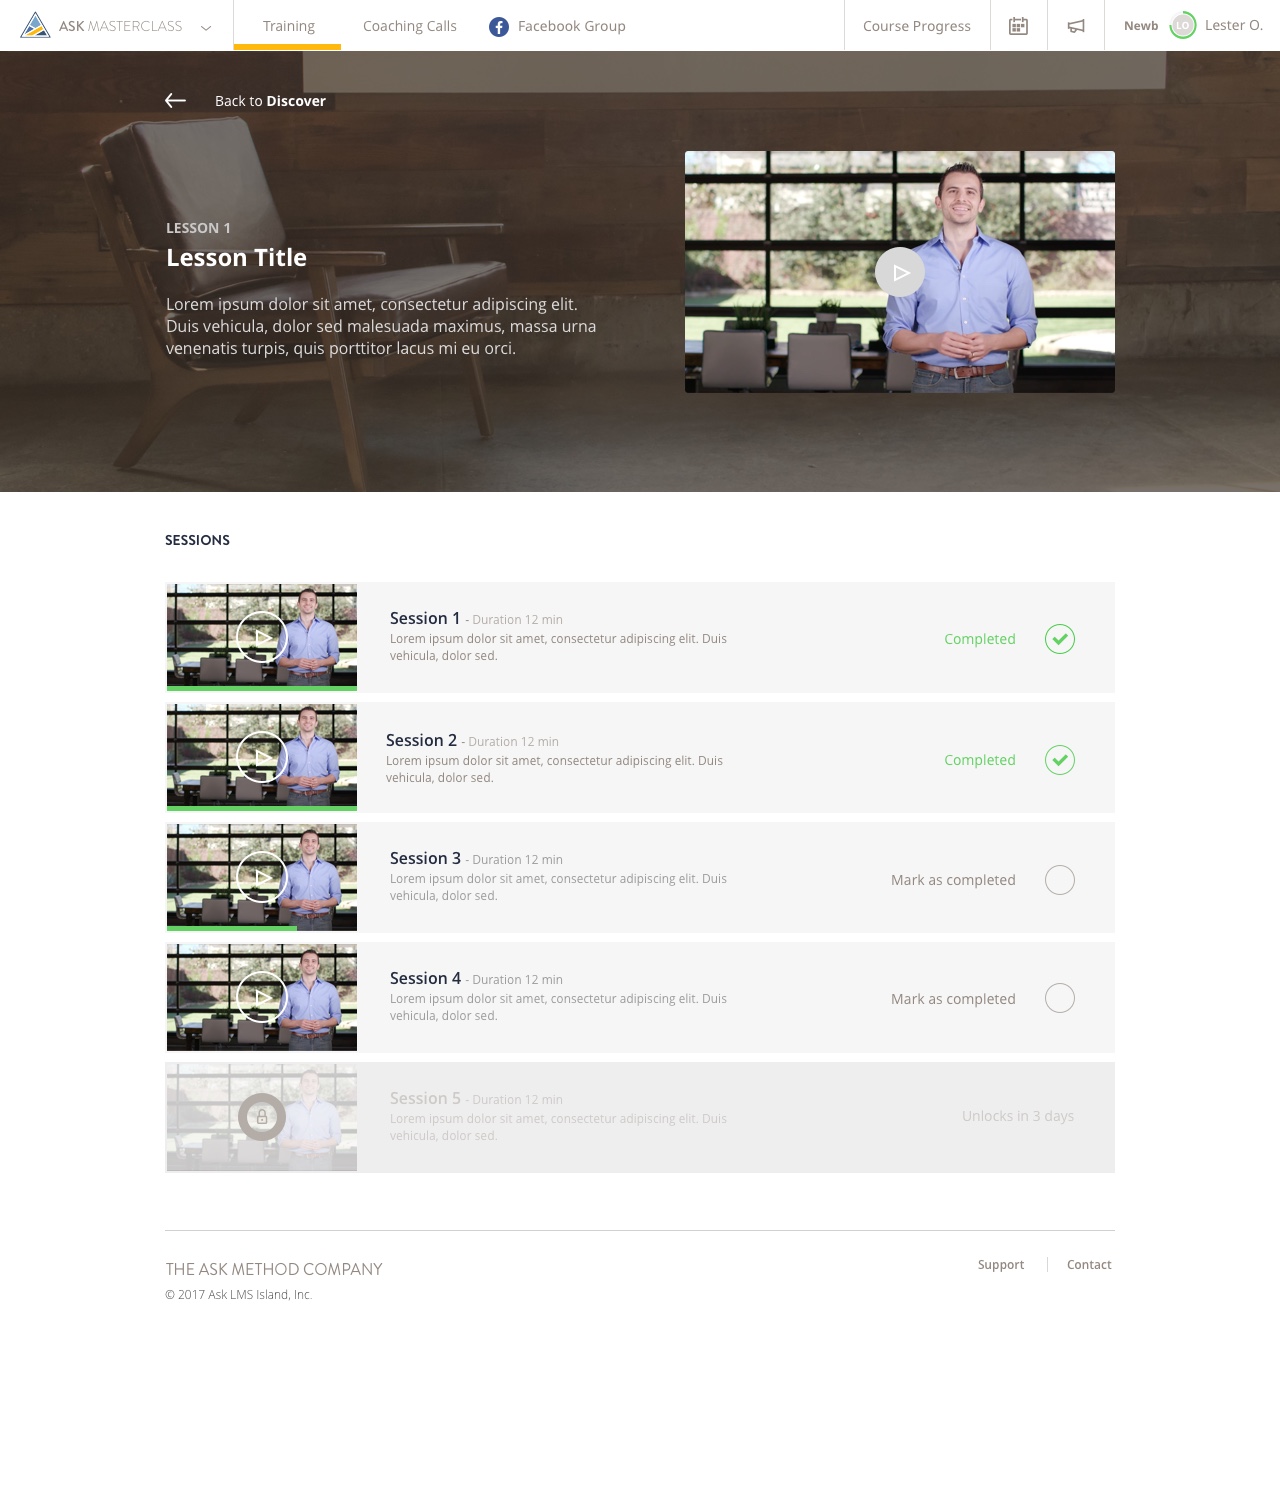 ASK MASTERCLASS
Training
Coaching Calls
Facebook Group
Course Progress
Newb
LO
Lester O.
Back to Discover
LESSON 1
Lesson Title
Lorem ipsum dolor sit amet, consectetur adipiscing elit.
Duis vehicula, dolor sed malesuada maximus, massa urna
venenatis turpis, quis porttitor lacus mi eu orci.
SESSIONS
Session 1 - Duration 12 min
Lorem ipsum dolor sit amet, consectetur adipiscing elit. Duis
vehicula, dolor sed.
Completed
Session 2 - Duration 12 min
Lorem ipsum dolor sit amet, consectetur adipiscing elit. Duis
vehicula, dolor sed.
Completed
Session 3 - Duration 12 min
Lorem ipsum dolor sit amet, consectetur adipiscing elit. Duis
vehicula, dolor sed.
Mark as completed
Session 4 - Duration 12 min
Lorem ipsum dolor sit amet, consectetur adipiscing elit. Duis
vehicula, dolor sed.
Mark as completed
Session 5 - Duration 12 min
Lorem ipsum dolor sit amet, consectetur adipiscing elit. Duis
vehicula, dolor sed.
Unlocks in 3 days
THE ASK METHOD COMPANY
© 2017 Ask LMS Island, Inc.
Support
Contact